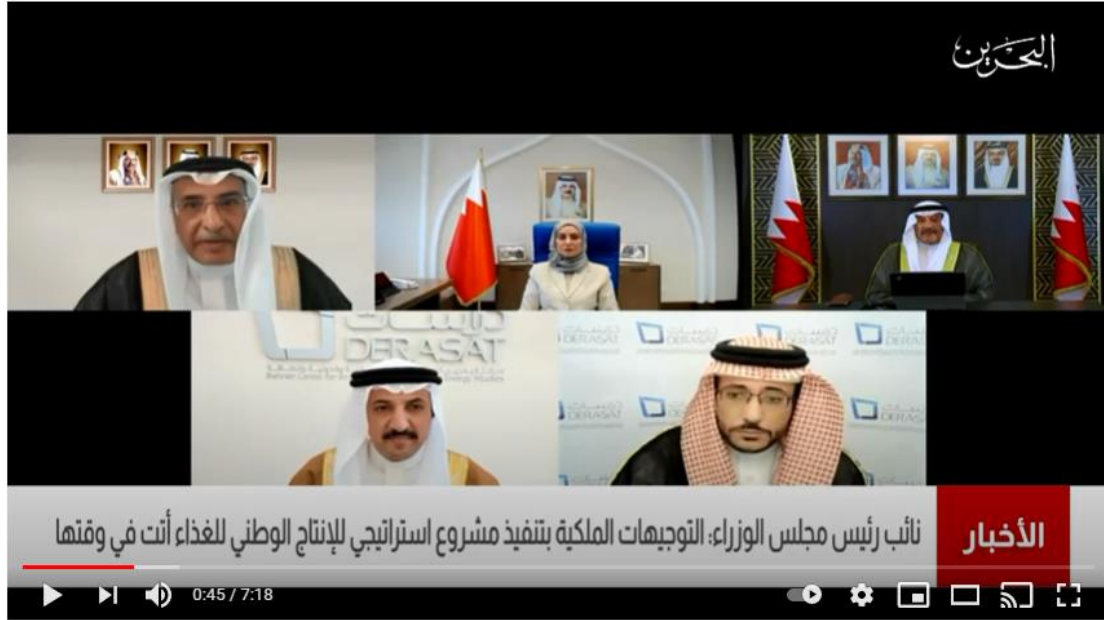 البحرين
دراسات
DERASAT
DERASAT
DERASAT
DERASAT
DERASAT
نائب رئيس مجلس الوزراء: التوجيهات الملكية بتنفيذ مشروع استراتيجي للإنتاج الوطني للغذاء أتت في وقتها
الأخبار
0:45 / 7:18